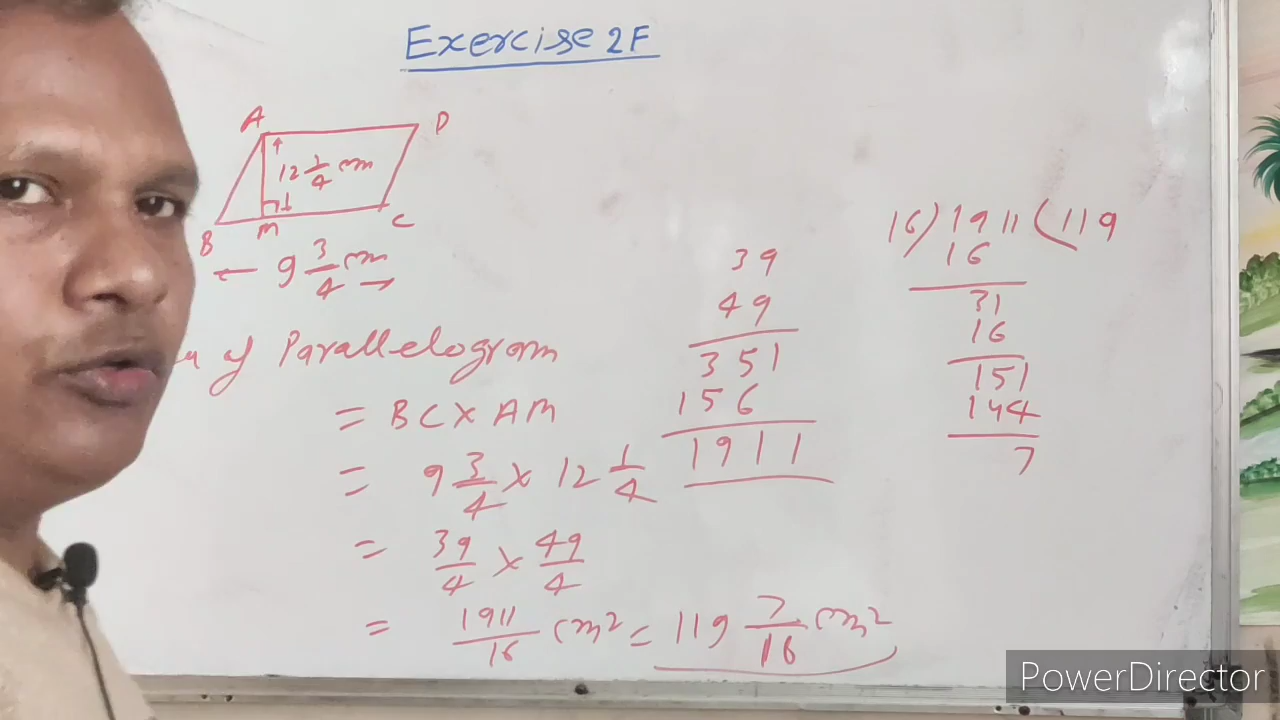 Exercise 2F
A D
12 1/4 cm
B M C
9 3/4 cm
of Parallelogram
= BC × AM
= 9 3/4 × 12 1/4
= 39/4 × 49/4
= 1911/16 cm² = 119 7/16 cm²
39
49
351
156
1911
16) 1911 (119
16
31
16
151
144
7
PowerDirector